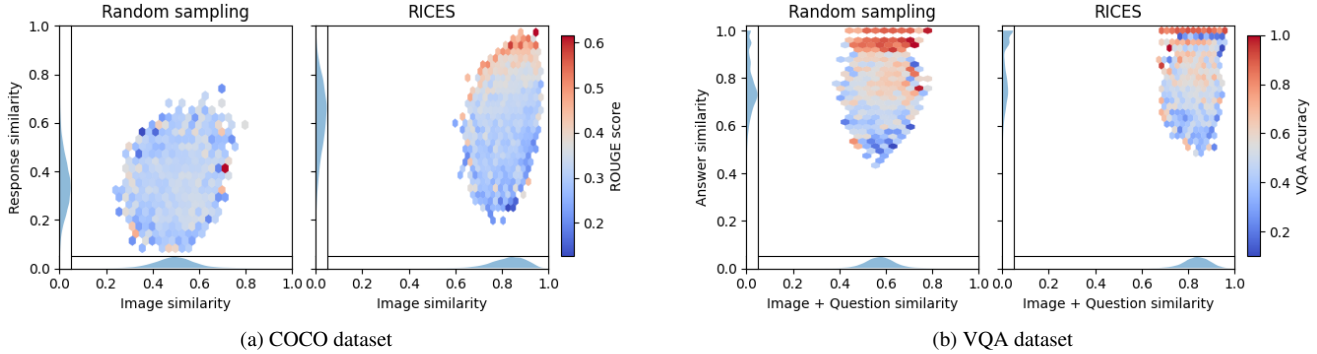 Random sampling
RICES
Response similarity
1.0
0.8
0.6
0.4
0.2
0.0
0.0 0.2 0.4 0.6 0.8 1.0
Image similarity
0.0 0.2 0.4 0.6 0.8 1.0
Image similarity
0.6
0.5
0.4
0.3
0.2
ROUGE score
(a) COCO dataset
Random sampling
RICES
Answer similarity
1.0
0.8
0.6
0.4
0.2
0.0
0.0 0.2 0.4 0.6 0.8 1.0
Image + Question similarity
0.0 0.2 0.4 0.6 0.8 1.0
Image + Question similarity
1.0
0.8
0.6
0.4
0.2
VQA Accuracy
(b) VQA dataset